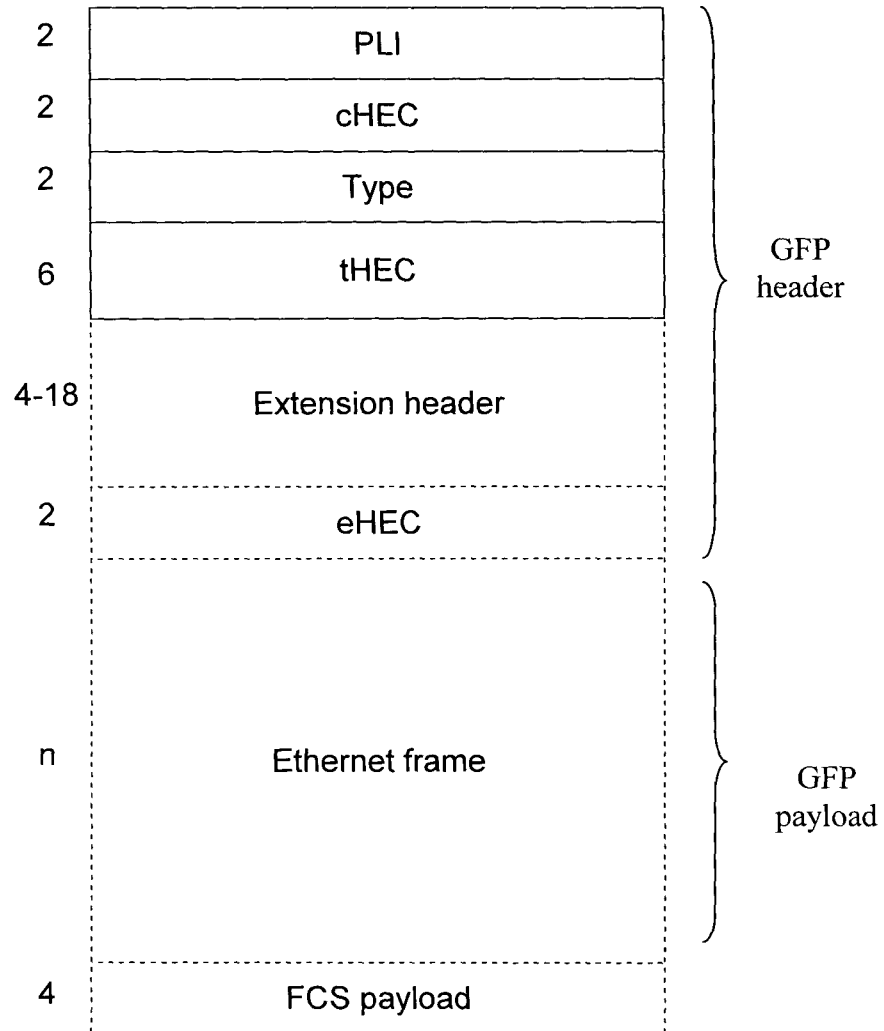 2 PLI
2 cHEC
2 Type
6 tHEC
GFP
header
4-18 Extension header
2 eHEC
n Ethernet frame
GFP
payload
4 FCS payload